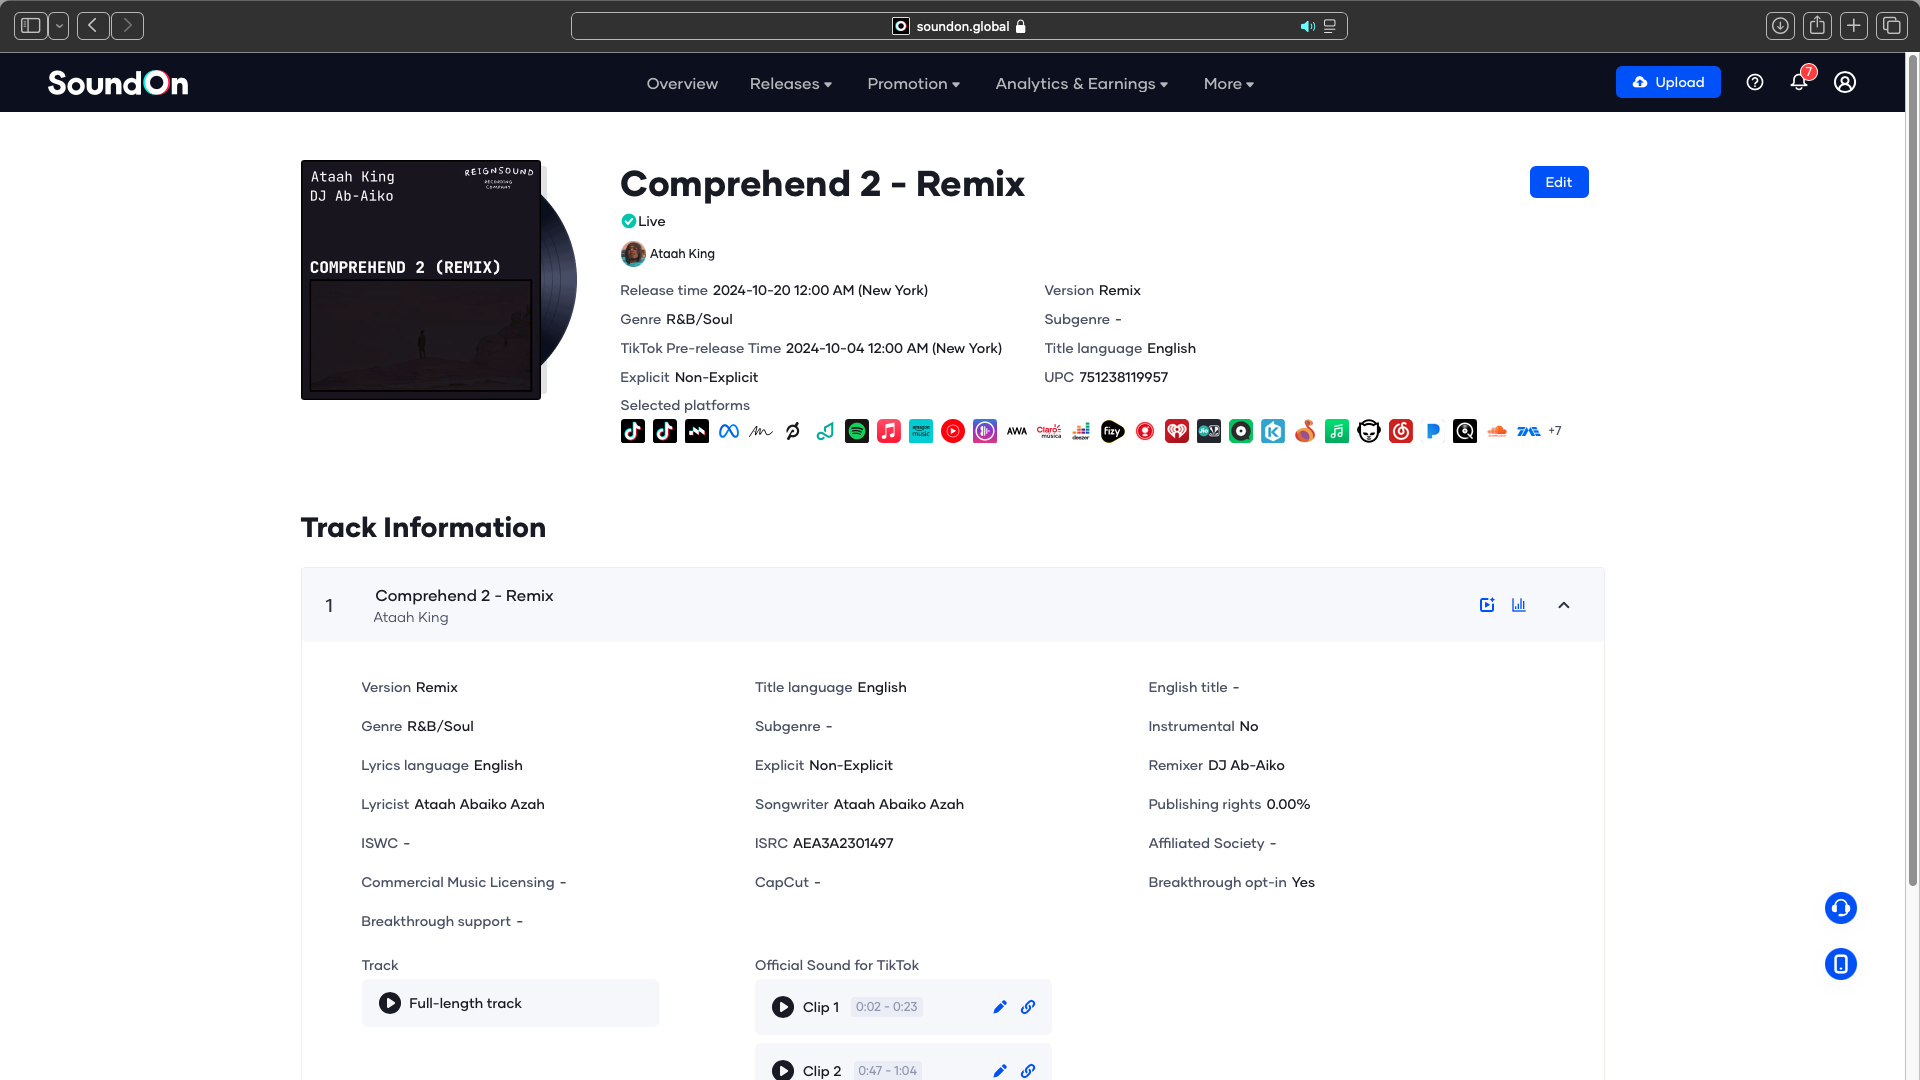 soundon.global
SoundOn
Overview
Releases
Promotion
Analytics & Earnings
More
Upload
7
Ataah King
DJ Ab-Aiko
REIGNSOUND
RECORDING
COMPANY
COMPREHEND 2 (REMIX)
Comprehend 2 - Remix
Edit
Live
Ataah King
Release time 2024-10-20 12:00 AM (New York)
Version Remix
Genre R&B/Soul
Subgenre -
TikTok Pre-release Time 2024-10-04 12:00 AM (New York)
Title language English
Explicit Non-Explicit
UPC 751238119957
Selected platforms
amazon music
AWA
Claro música
deezer
fizy
+7
Track Information
1
Comprehend 2 - Remix
Ataah King
Version Remix
Title language English
English title -
Genre R&B/Soul
Subgenre -
Instrumental No
Lyrics language English
Explicit Non-Explicit
Remixer DJ Ab-Aiko
Lyricist Ataah Abaiko Azah
Songwriter Ataah Abaiko Azah
Publishing rights 0.00%
ISWC -
ISRC AEA3A2301497
Affiliated Society -
Commercial Music Licensing -
CapCut -
Breakthrough opt-in Yes
Breakthrough support -
Track
Official Sound for TikTok
Full-length track
Clip 1 0:02 - 0:23
Clip 2 0:47 - 1:04